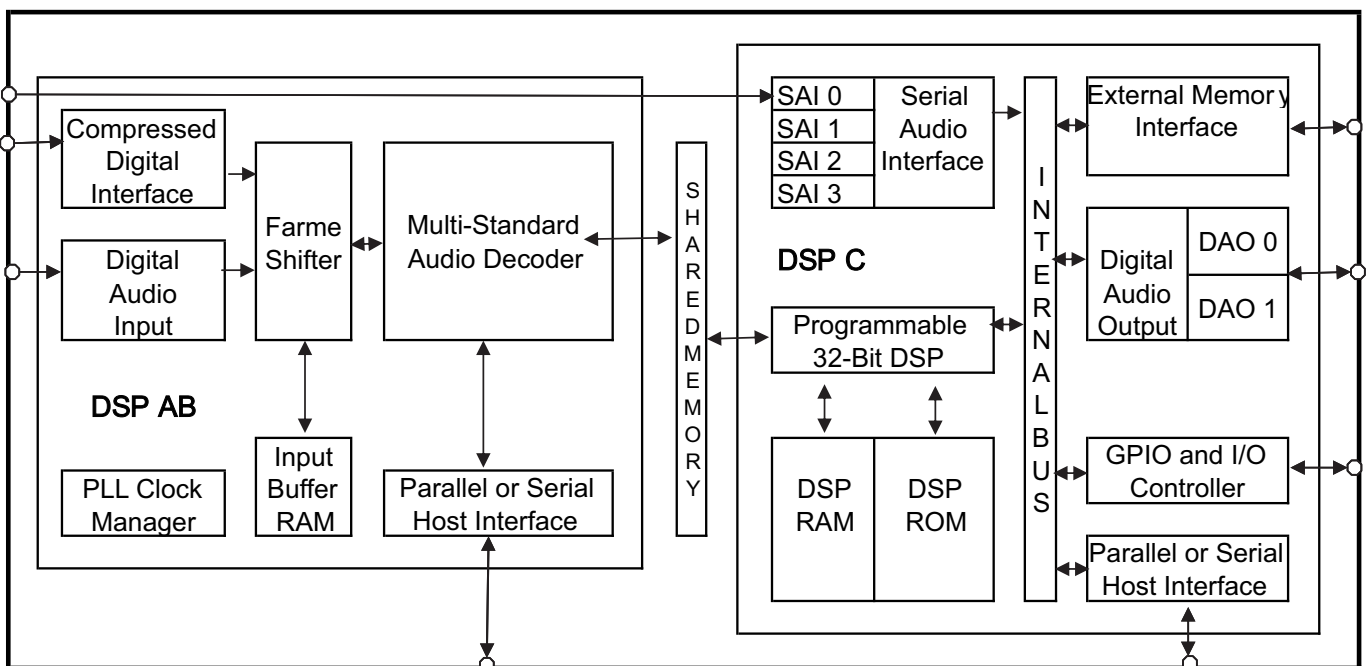 Compressed
Digital
Interface
Digital
Audio
Input
DSP AB
PLL Clock
Manager
Farme
Shifter
Input
Buffer
RAM
Multi-Standard
Audio Decoder
Parallel or Serial
Host Interface
SHAREDMEMORY
SAI 0
SAI 1
SAI 2
SAI 3
Serial
Audio
Interface
DSP C
Programmable
32-Bit DSP
DSP
RAM
DSP
ROM
INTERNALBUS
External Memory
Interface
Digital
Audio
Output
DAO 0
DAO 1
GPIO and I/O
Controller
Parallel or Serial
Host Interface